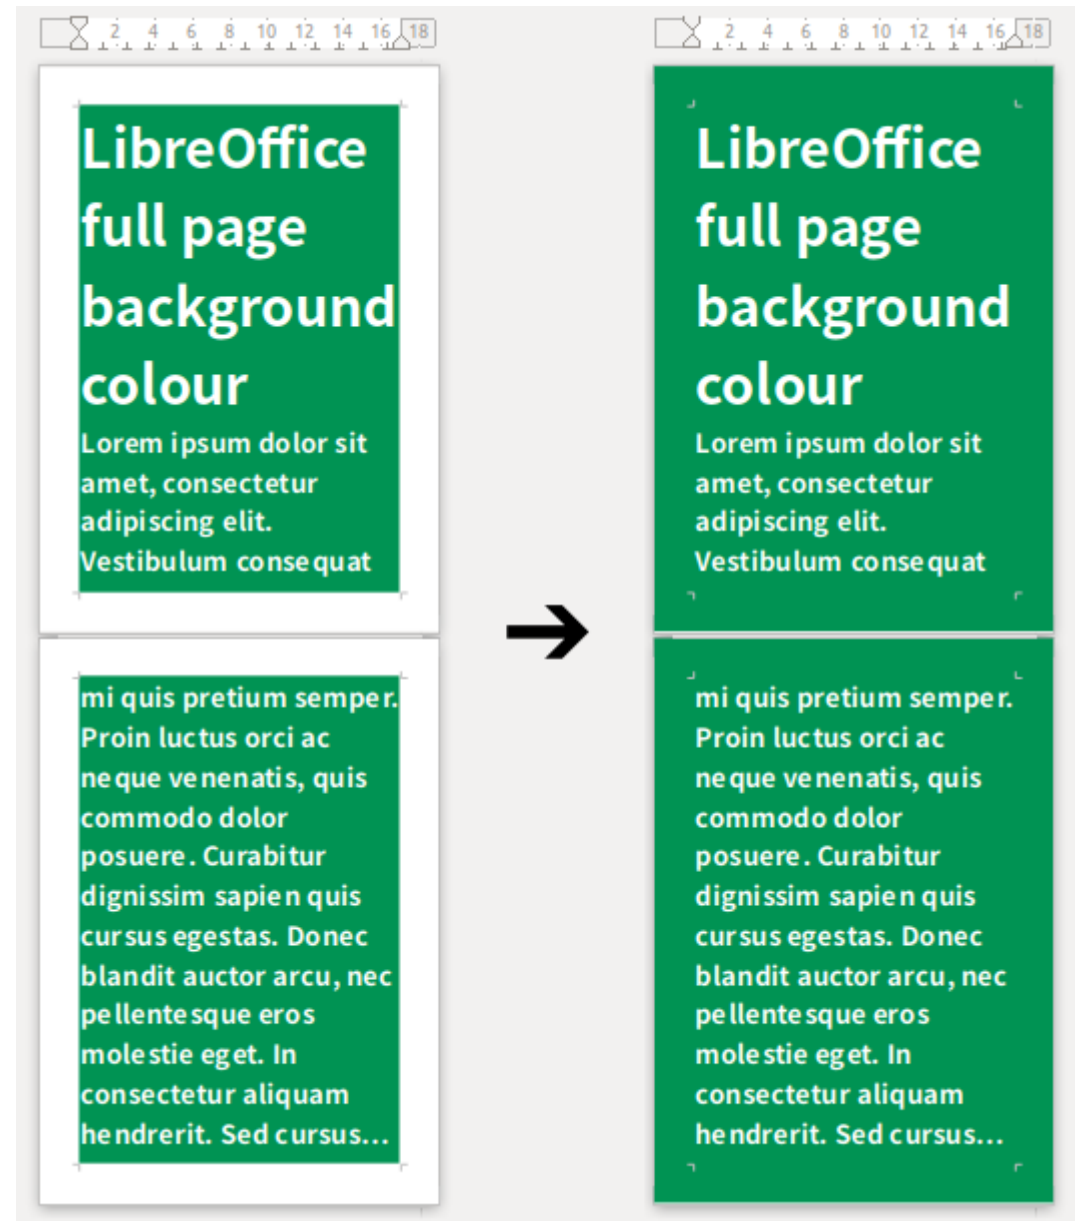 2 4 6 8 10 12 14 16 18
LibreOffice
full page
background
colour
Lorem ipsum dolor sit
amet, consectetur
adipiscing elit.
Vestibulum consequat
mi quis pretium semper.
Proin luctus orci ac
neque venenatis, quis
commodo dolor
posuere. Curabitur
dignissim sapien quis
cursus egestas. Donec
blandit auctor arcu, nec
pellentesque eros
molestie eget. In
consectetur aliquam
hendrerit. Sed cursus...
2 4 6 8 10 12 14 16 18
LibreOffice
full page
background
colour
Lorem ipsum dolor sit
amet, consectetur
adipiscing elit.
Vestibulum consequat
mi quis pretium semper.
Proin luctus orci ac
neque venenatis, quis
commodo dolor
posuere. Curabitur
dignissim sapien quis
cursus egestas. Donec
blandit auctor arcu, nec
pellentesque eros
molestie eget. In
consectetur aliquam
hendrerit. Sed cursus...